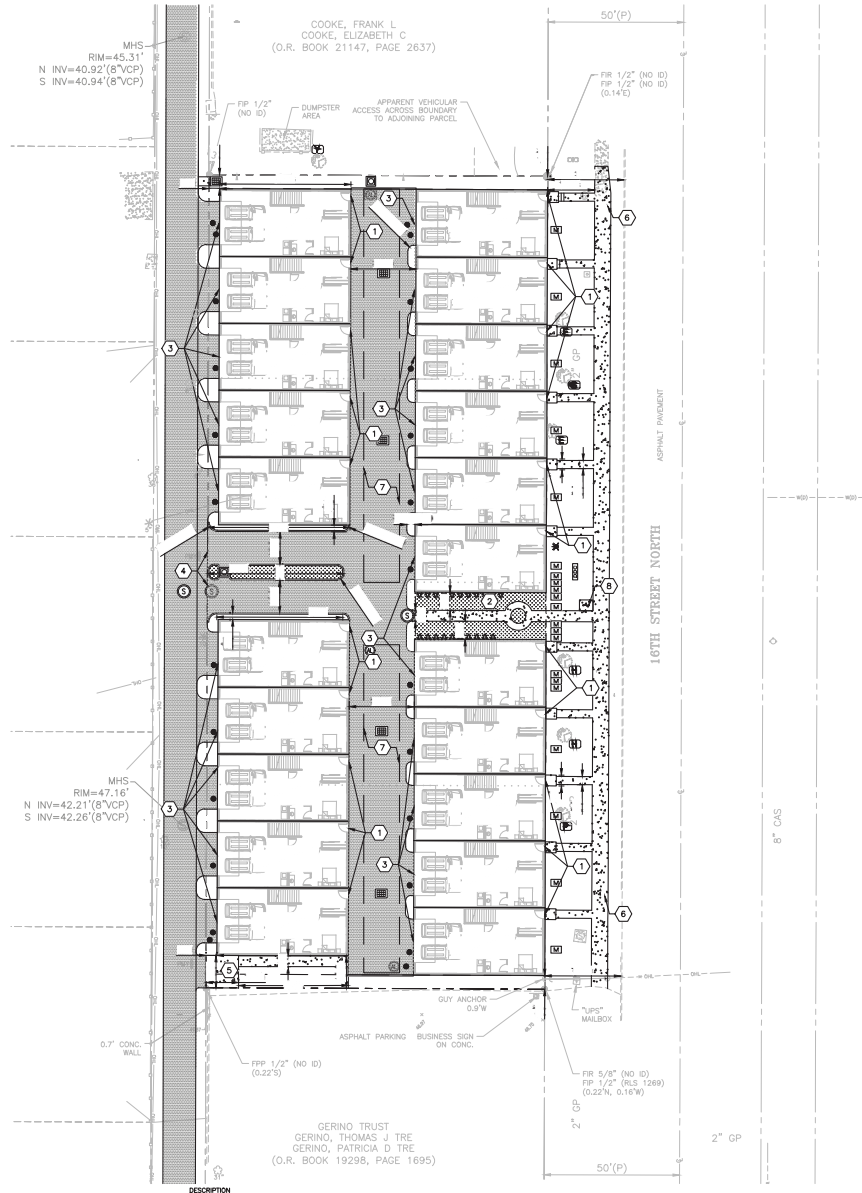 50'(P)
COOKE, FRANK L
COOKE, ELIZABETH C
(O.R. BOOK 21147, PAGE 2637)
MHS
RIM=45.31'
N INV=40.92'(8"VCP)
S INV=40.94'(8"VCP)
FIP 1/2"
(NO ID)
DUMPSTER
AREA
APPARENT VEHICULAR
ACCESS ACROSS BOUNDARY
TO ADJOINING PARCEL
FIR 1/2" (NO ID)
FIP 1/2" (NO ID)
(0.14'E)
3
6
1
1
3
2" GP
3
1
ASPHALT PAVEMENT
7
1
4
S
S
2
8
S
16TH STREET NORTH
3
1
1
7
MHS
RIM=47.16'
N INV=42.21'(8"VCP)
S INV=42.26'(8"VCP)
3
1
3
1
8" CAS
6
5
GUY ANCHOR
0.9'W
"UPS"
MAILBOX
ASPHALT PARKING
BUSINESS SIGN
ON CONC.
0.7' CONC.
WALL
FPP 1/2" (NO ID)
(0.22'S)
FIR 5/8" (NO ID)
FIP 1/2" (RLS 1269)
(0.22'N, 0.16'W)
2" GP
2" GP
GERINO TRUST
GERINO, THOMAS J TRE
GERINO, PATRICIA D TRE
(O.R. BOOK 19298, PAGE 1695)
50'(P)
DESCRIPTION